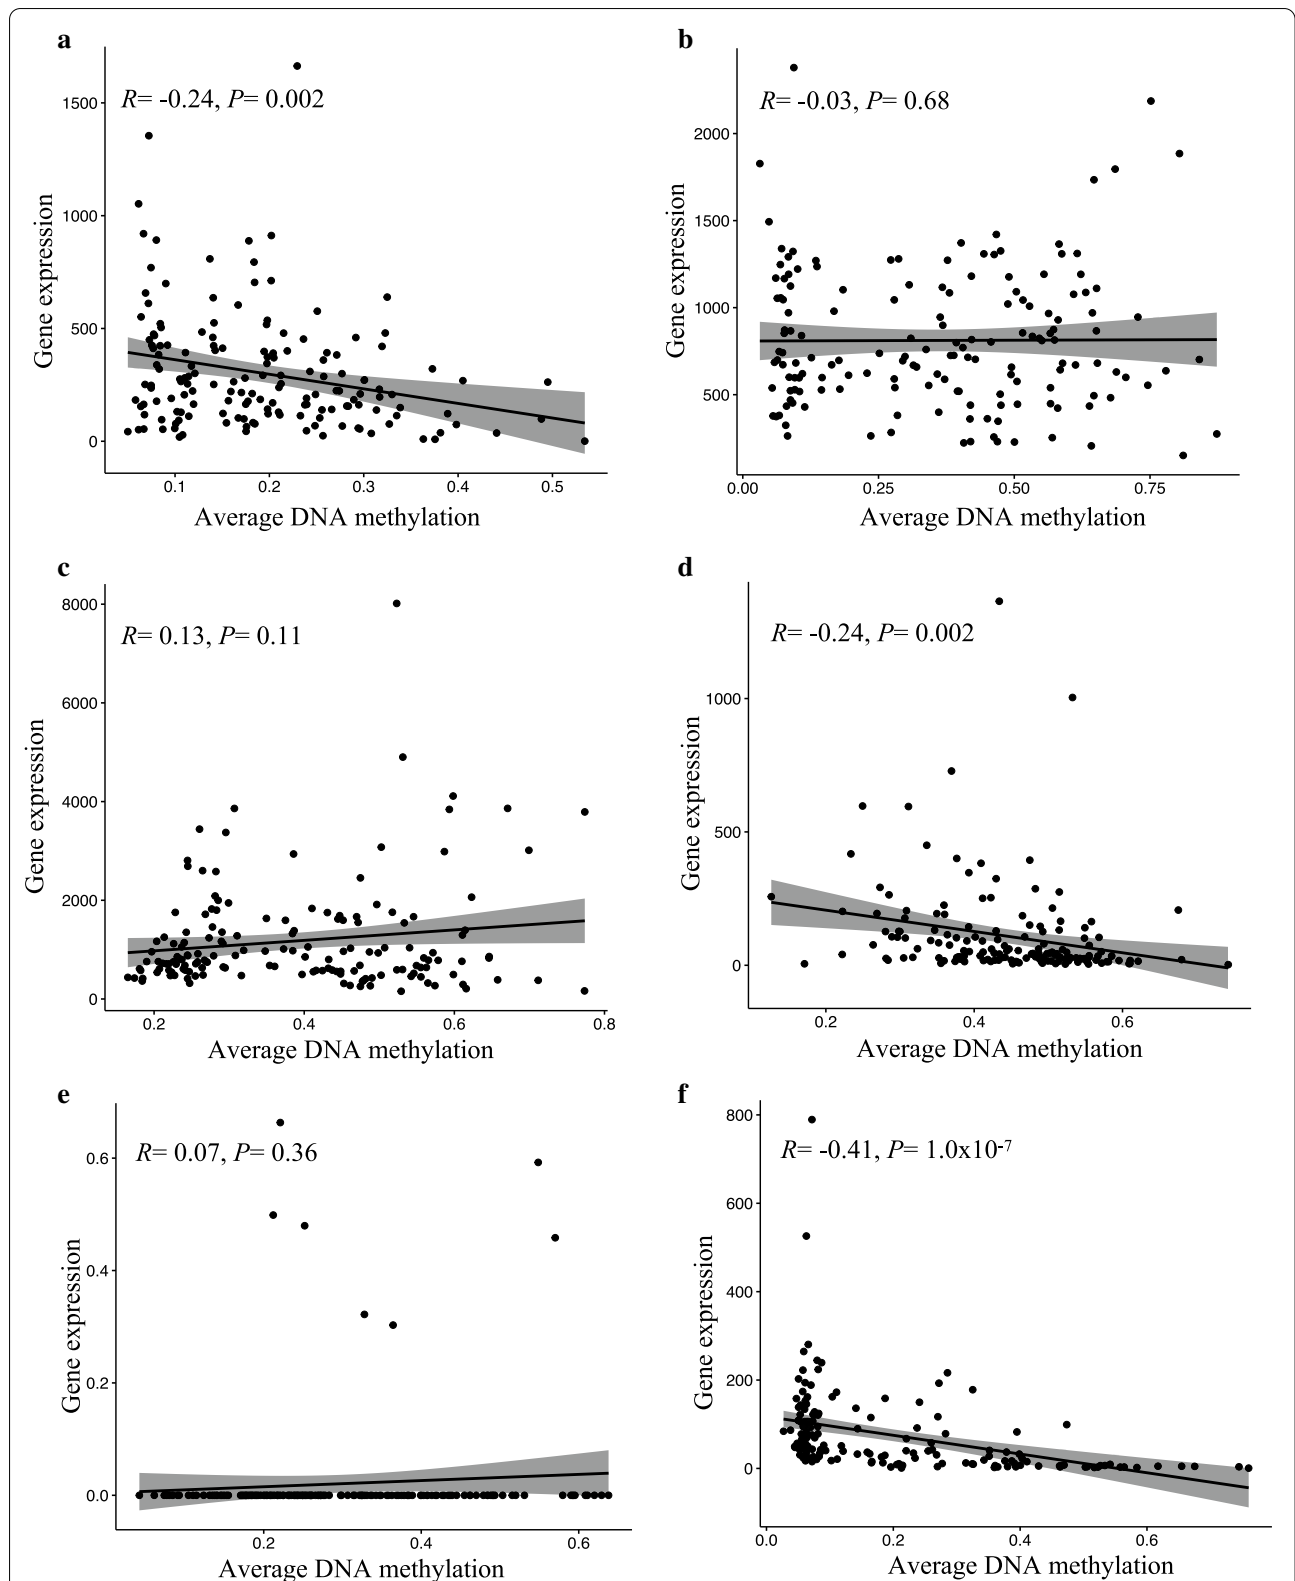 a
R= -0.24, P= 0.002
1500
1000
500
0
0.1 0.2 0.3 0.4 0.5
Gene expression
Average DNA methylation
b
R= -0.03, P= 0.68
2000
1500
1000
500
0.00 0.25 0.50 0.75
Gene expression
Average DNA methylation
c
R= 0.13, P= 0.11
8000
6000
4000
2000
0
0.2 0.4 0.6 0.8
Gene expression
Average DNA methylation
d
R= -0.24, P= 0.002
1000
500
0
0.2 0.4 0.6
Gene expression
Average DNA methylation
e
R= 0.07, P= 0.36
0.6
0.4
0.2
0.0
0.2 0.4 0.6
Gene expression
Average DNA methylation
f
R= -0.41, P= 1.0x10⁻⁷
800
600
400
200
0
0.0 0.2 0.4 0.6
Gene expression
Average DNA methylation